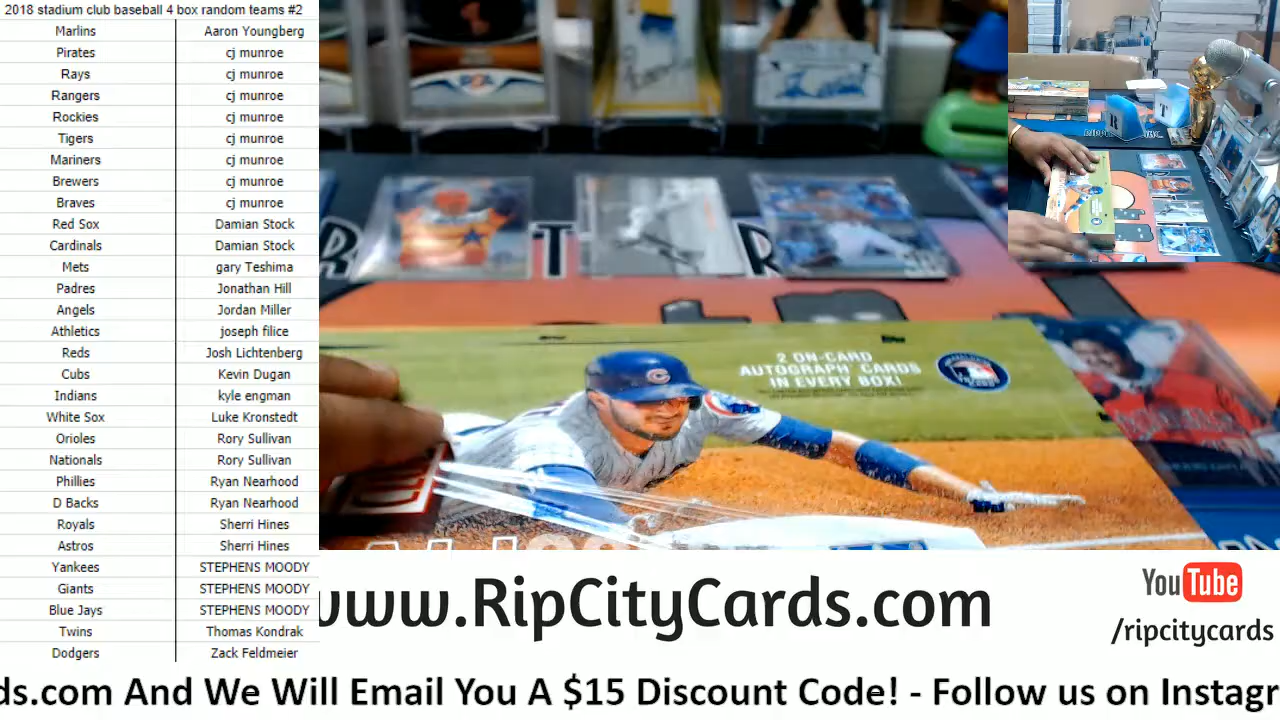 2018 stadium club baseball 4 box random teams #2
Marlins Aaron Youngberg
Pirates cj munroe
Rays cj munroe
Rangers cj munroe
Rockies cj munroe
Tigers cj munroe
Mariners cj munroe
Brewers cj munroe
Braves cj munroe
Red Sox Damian Stock
Cardinals Damian Stock
Mets gary Teshima
Padres Jonathan Hill
Angels Jordan Miller
Athletics joseph filice
Reds Josh Lichtenberg
Cubs Kevin Dugan
Indians kyle engman
White Sox Luke Kronstedt
Orioles Rory Sullivan
Nationals Rory Sullivan
Phillies Ryan Nearhood
D Backs Ryan Nearhood
Royals Sherri Hines
Astros Sherri Hines
Yankees STEPHENS MOODY
Giants STEPHENS MOODY
Blue Jays STEPHENS MOODY
Twins Thomas Kondrak
Dodgers Zack Feldmeier
R T R
2 ON-CARD
AUTOGRAPH CARDS
IN EVERY BOX!
C
R T
www.RipCityCards.com
YouTube
/ripcitycards
ds.com And We Will Email You A $15 Discount Code! - Follow us on Instagr